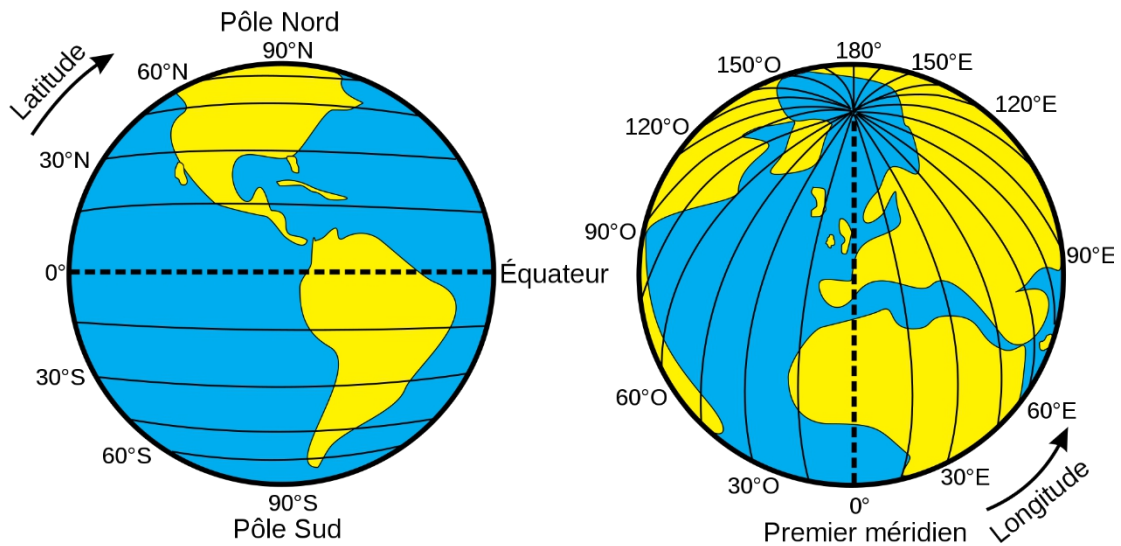 Pôle Nord
90°N
Latitude
60°N
30°N
0°
Équateur
30°S
60°S
90°S
Pôle Sud
180°
150°O
150°E
120°O
120°E
90°O
90°E
60°O
60°E
30°O
30°E
0°
Longitude
Premier méridien